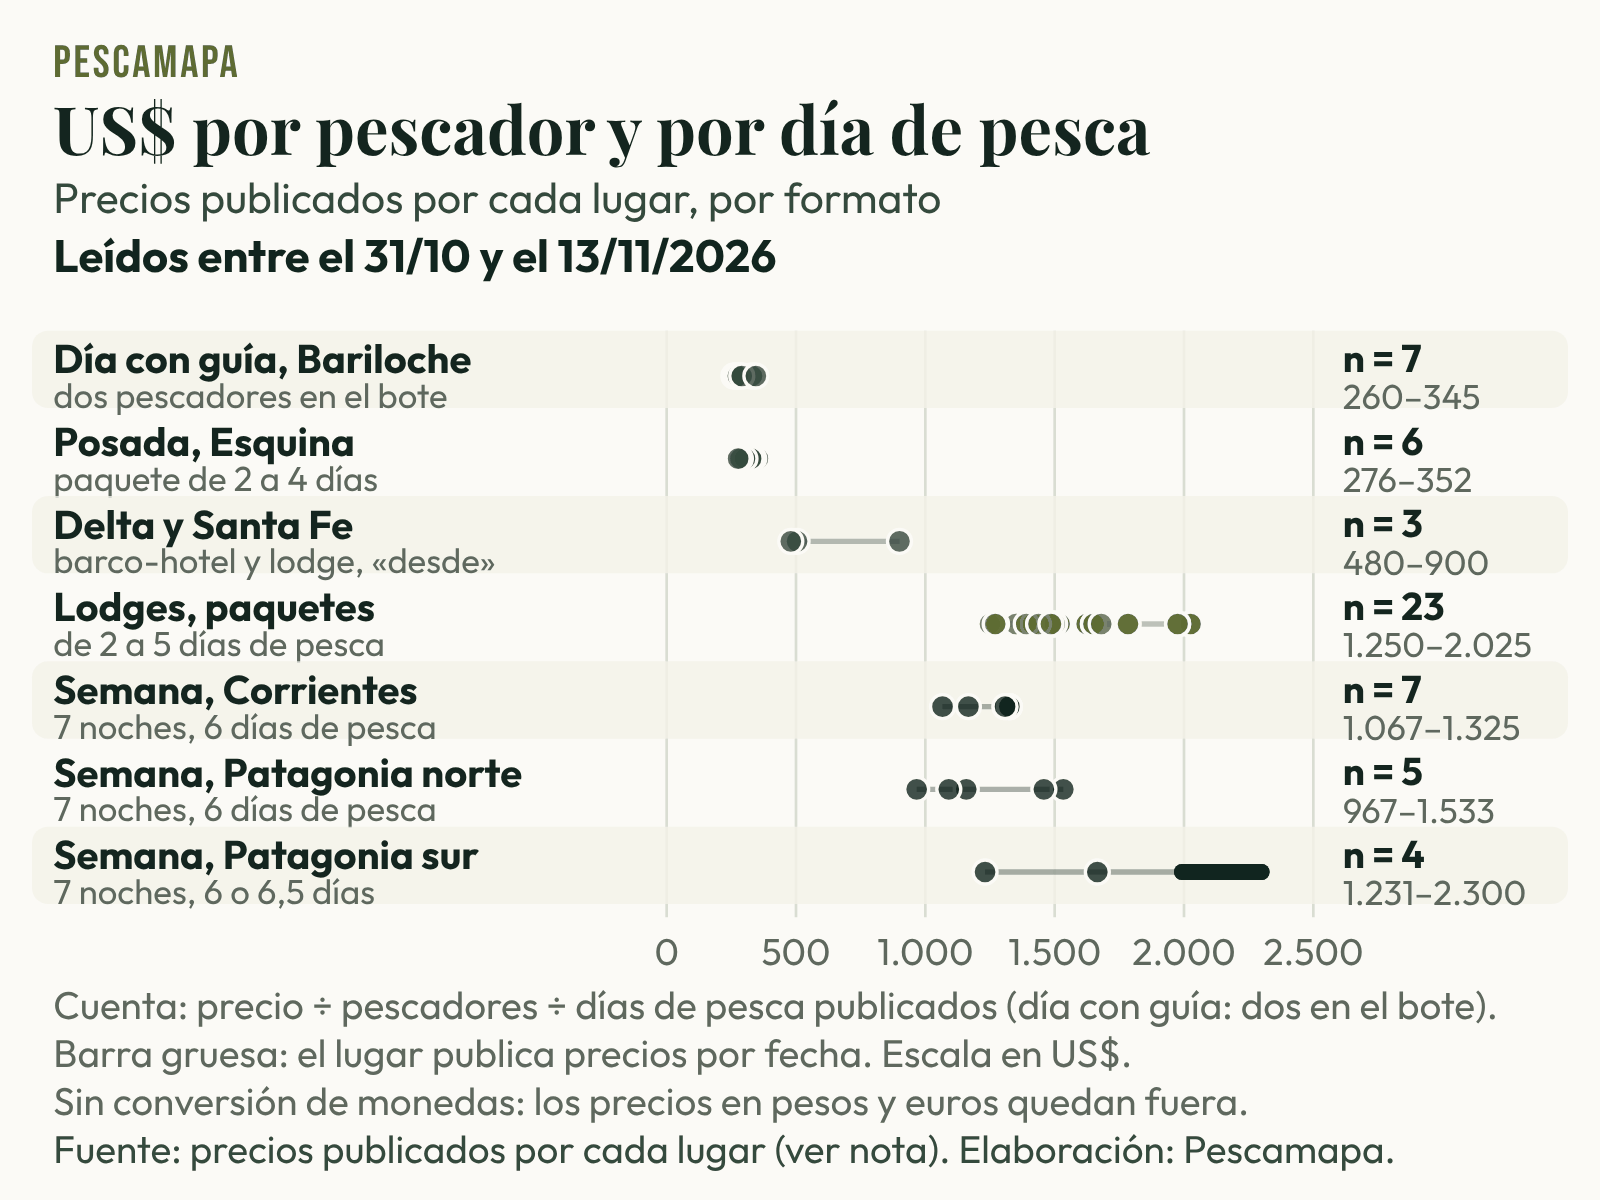 PESCAMAPA
US$ por pescador y por día de pesca
Precios publicados por cada lugar, por formato
Leídos entre el 31/10 y el 13/11/2026
Día con guía, Bariloche
dos pescadores en el bote
n = 7
260–345
Posada, Esquina
paquete de 2 a 4 días
n = 6
276–352
Delta y Santa Fe
barco-hotel y lodge, «desde»
n = 3
480–900
Lodges, paquetes
de 2 a 5 días de pesca
n = 23
1.250–2.025
Semana, Corrientes
7 noches, 6 días de pesca
n = 7
1.067–1.325
Semana, Patagonia norte
7 noches, 6 días de pesca
n = 5
967–1.533
Semana, Patagonia sur
7 noches, 6 o 6,5 días
n = 4
1.231–2.300
0 500 1.000 1.500 2.000 2.500
Cuenta: precio ÷ pescadores ÷ días de pesca publicados (día con guía: dos en el bote).
Barra gruesa: el lugar publica precios por fecha. Escala en US$.
Sin conversión de monedas: los precios en pesos y euros quedan fuera.
Fuente: precios publicados por cada lugar (ver nota). Elaboración: Pescamapa.